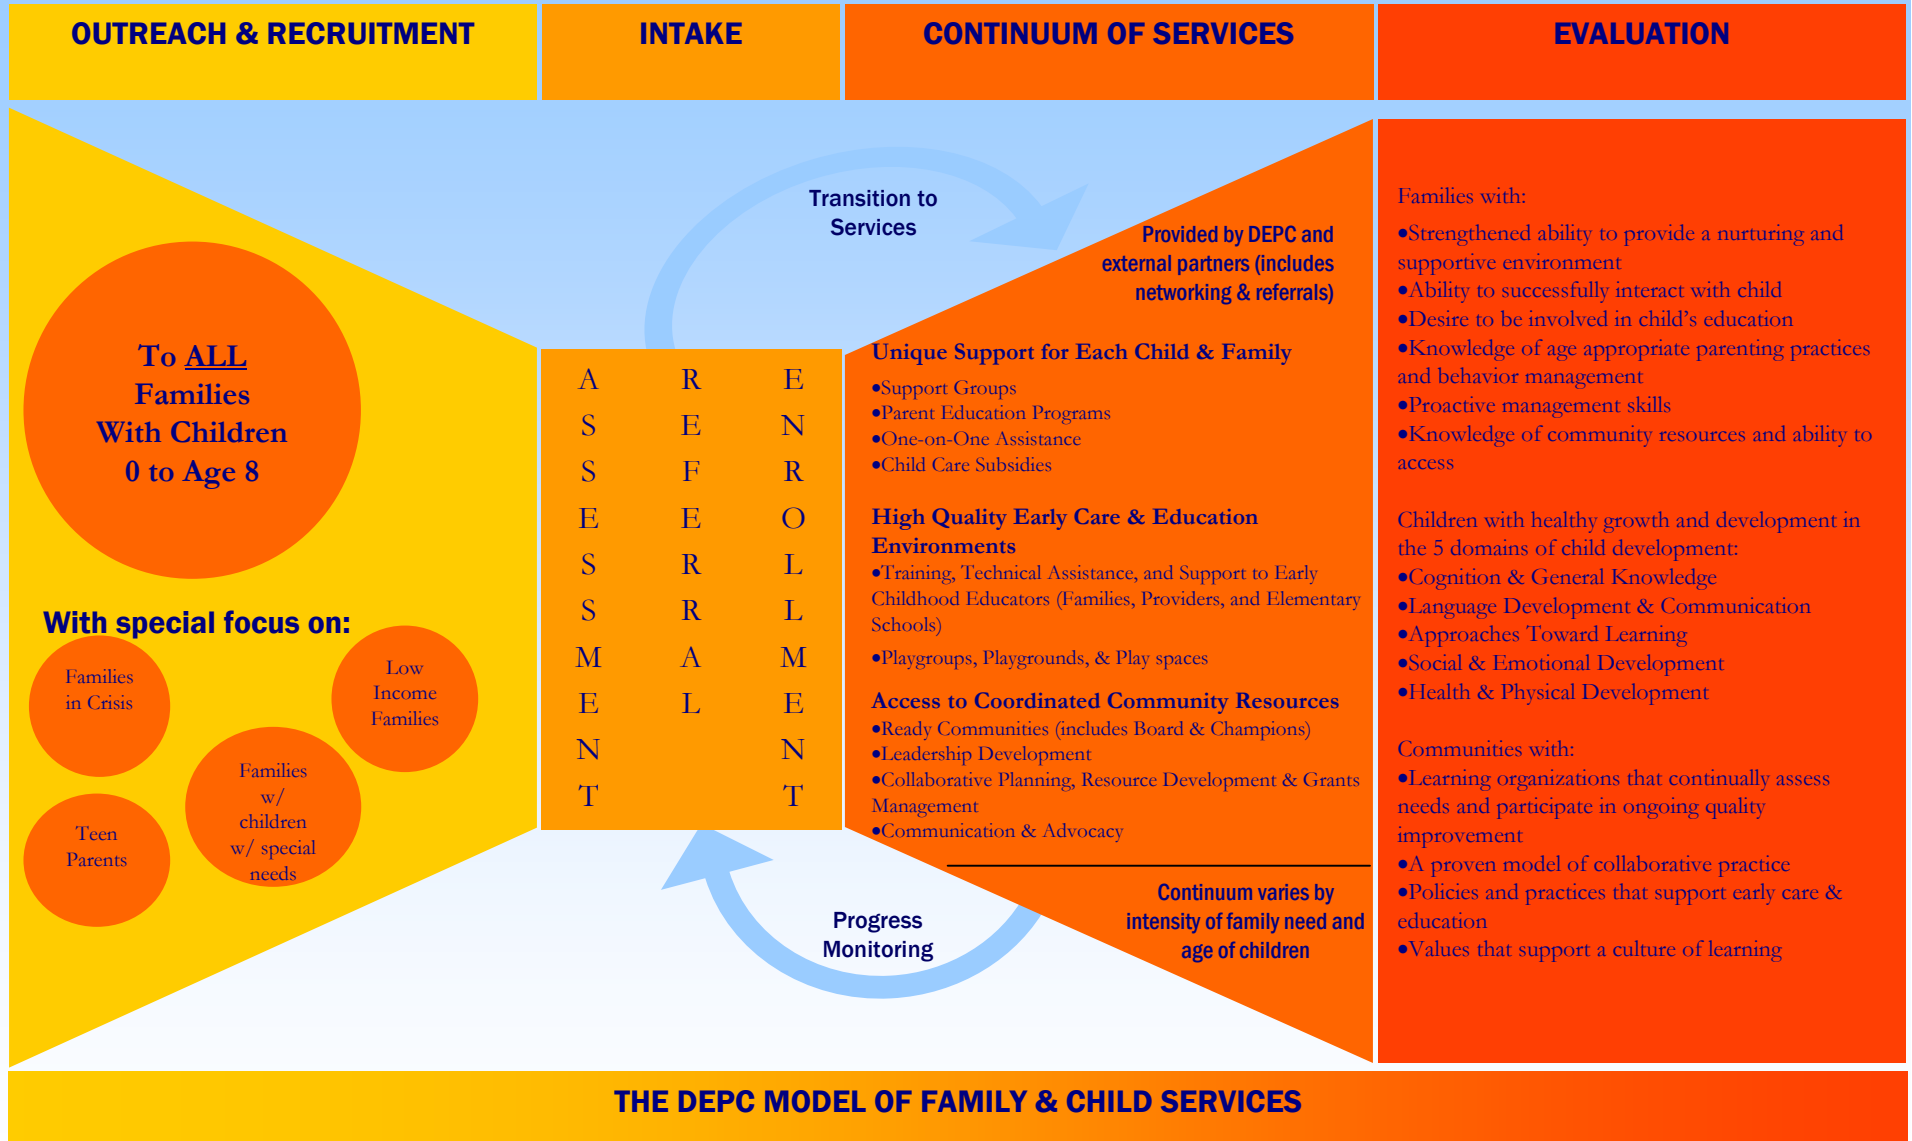 OUTREACH & RECRUITMENT
INTAKE
CONTINUUM OF SERVICES
EVALUATION
To ALL
Families
With Children
0 to Age 8
With special focus on:
Families
in Crisis
Low
Income
Families
Families
w/
children
w/ special
needs
Teen
Parents
Transition to
Services
ASSESSMENT
REFERRAL
ENROLLMENT
Progress
Monitoring
Provided by DEPC and
external partners (includes
networking & referrals)
Unique Support for Each Child & Family
•Support Groups
•Parent Education Programs
•One-on-One Assistance
•Child Care Subsidies
High Quality Early Care & Education
Environments
•Training, Technical Assistance, and Support to Early
Childhood Educators (Families, Providers, and Elementary
Schools)
•Playgroups, Playgrounds, & Play spaces
Access to Coordinated Community Resources
•Ready Communities (includes Board & Champions)
•Leadership Development
•Collaborative Planning, Resource Development & Grants
Management
•Communication & Advocacy
Continuum varies by
intensity of family need and
age of children
Families with:
•Strengthened ability to provide a nurturing and
supportive environment
•Ability to successfully interact with child
•Desire to be involved in child’s education
•Knowledge of age appropriate parenting practices
and behavior management
•Proactive management skills
•Knowledge of community resources and ability to
access
Children with healthy growth and development in
the 5 domains of child development:
•Cognition & General Knowledge
•Language Development & Communication
•Approaches Toward Learning
•Social & Emotional Development
•Health & Physical Development
Communities with:
•Learning organizations that continually assess
needs and participate in ongoing quality
improvement
•A proven model of collaborative practice
•Policies and practices that support early care &
education
•Values that support a culture of learning
THE DEPC MODEL OF FAMILY & CHILD SERVICES